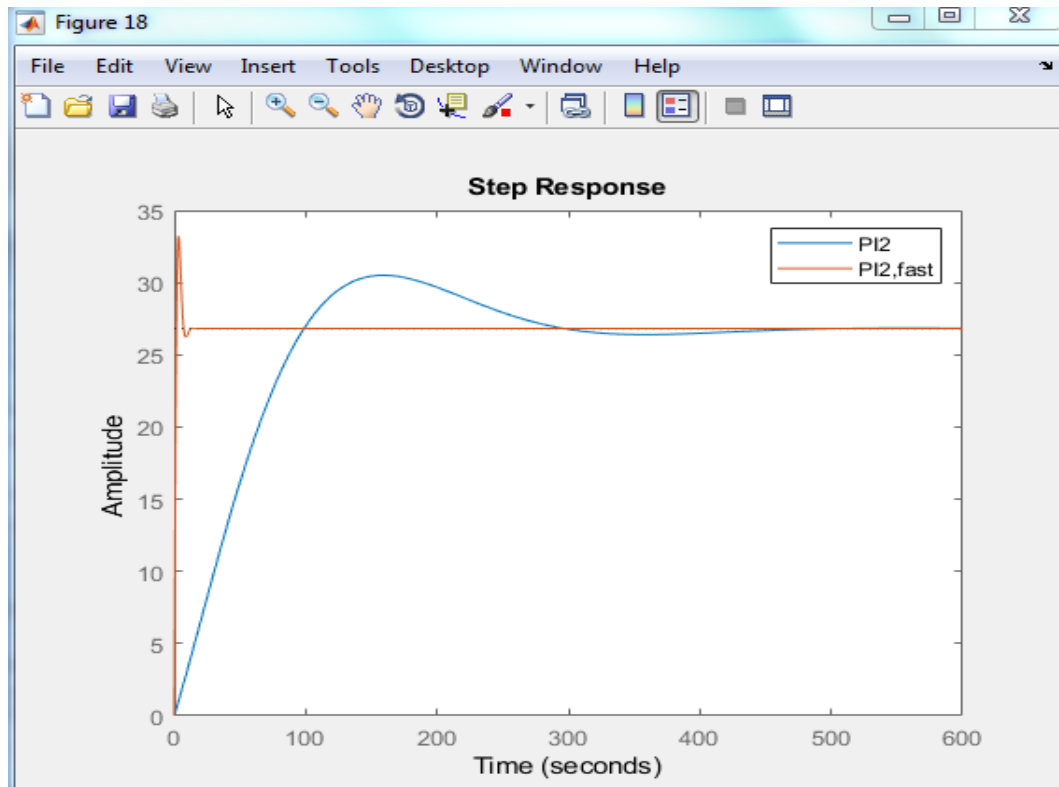 Figure 18
File Edit View Insert Tools Desktop Window Help
Step Response
PI2
PI2,fast
35
30
25
20
15
10
5
0
Amplitude
0 100 200 300 400 500 600
Time (seconds)